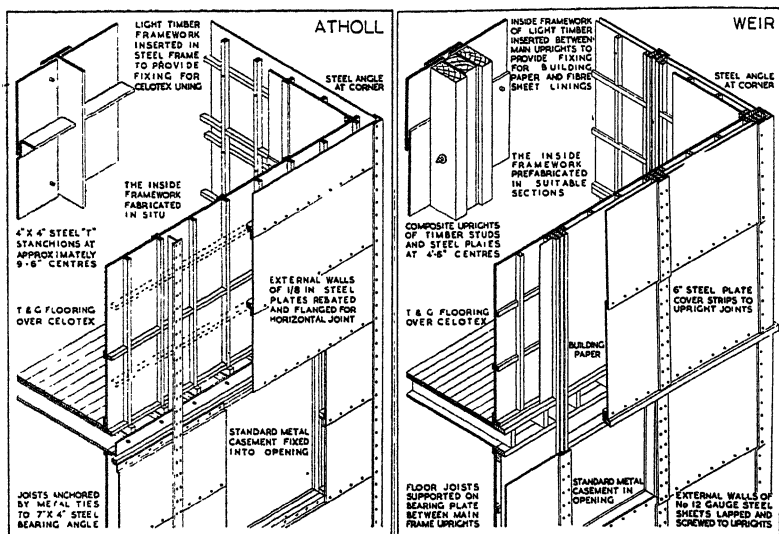 ATHOLL
LIGHT TIMBER
FRAMEWORK
INSERTED IN
STEEL FRAME
TO PROVIDE
FIXING FOR
CELOTEX LINING
STEEL ANGLE
AT CORNER
THE INSIDE
FRAMEWORK
FABRICATED
IN SITU
4"X 4" STEEL "T"
STANCHIONS AT
APPROXIMATELY
9'-6" CENTRES
EXTERNAL WALLS
OF 1/8 IN STEEL
PLATES REBATED
AND FLANGED FOR
HORIZONTAL JOINT
T & G FLOORING
OVER CELOTEX
STANDARD METAL
CASEMENT FIXED
INTO OPENING
JOISTS ANCHORED
BY METAL TIES
TO 7"X 4" STEEL
BEARING ANGLE
WEIR
INSIDE FRAMEWORK
OF LIGHT TIMBER
INSERTED BETWEEN
MAIN UPRIGHTS TO
PROVIDE FIXING
FOR BUILDING
PAPER AND FIBRE
SHEET LININGS
STEEL ANGLE
AT CORNER
THE INSIDE
FRAMEWORK
PREFABRICATED
IN SUITABLE
SECTIONS
COMPOSITE UPRIGHTS
OF TIMBER STUDS
AND STEEL PLATES
AT 4'-6" CENTRES
6" STEEL PLATE
COVER STRIPS TO
UPRIGHT JOINTS
T & G FLOORING
OVER CELOTEX
BUILDING
PAPER
FLOOR JOISTS
SUPPORTED ON
BEARING PLATE
BETWEEN MAIN
FRAME UPRIGHTS
STANDARD METAL
CASEMENT IN
OPENING
EXTERNAL WALLS OF
No 12 GAUGE STEEL
SHEETS LAPPED AND
SCREWED TO UPRIGHTS